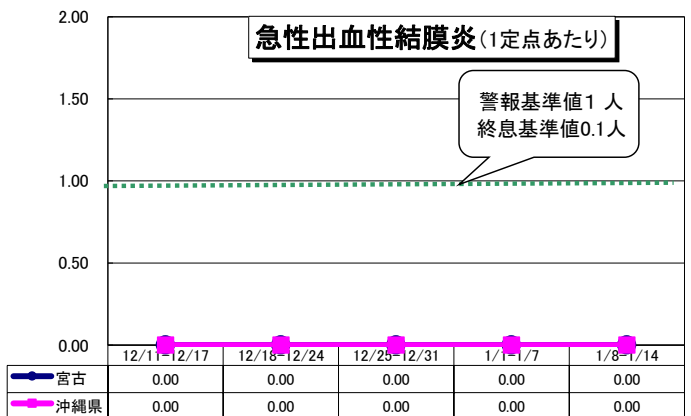 急性出血性結膜炎(1定点あたり)
警報基準値1 人
終息基準値0.1人
2.00
1.50
1.00
0.50
0.00
12/11-12/17 12/18-12/24 12/25-12/31 1/1-1/7 1/8-1/14
宮古 0.00 0.00 0.00 0.00 0.00
沖縄県 0.00 0.00 0.00 0.00 0.00